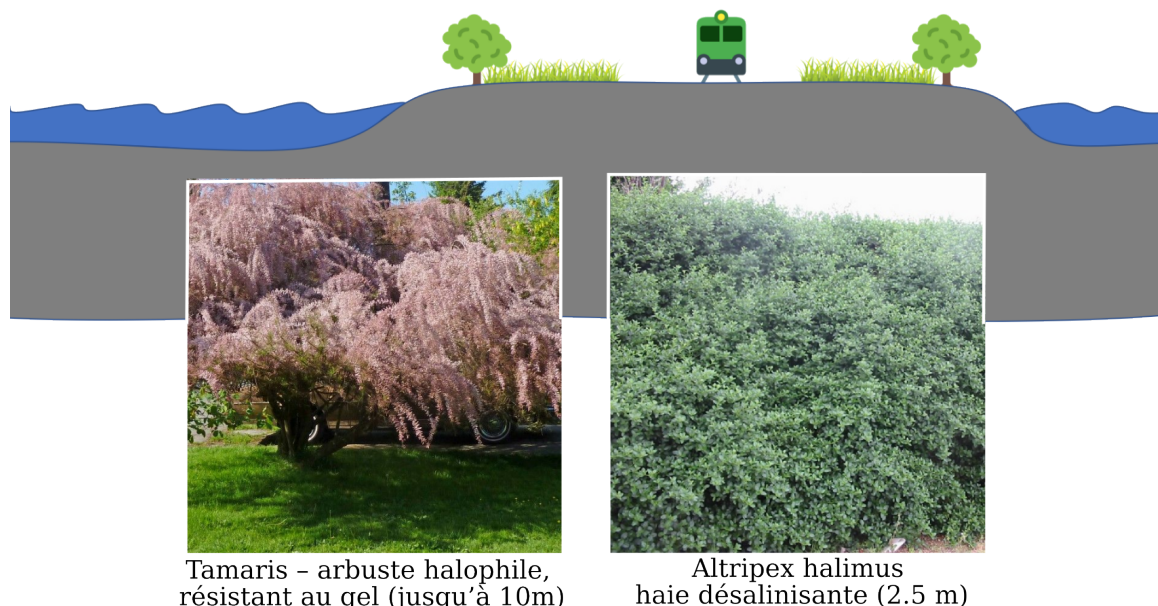 Tamaris – arbuste halophile,
résistant au gel (jusqu’à 10m)
Altripex halimus
haie désalinisante (2.5 m)